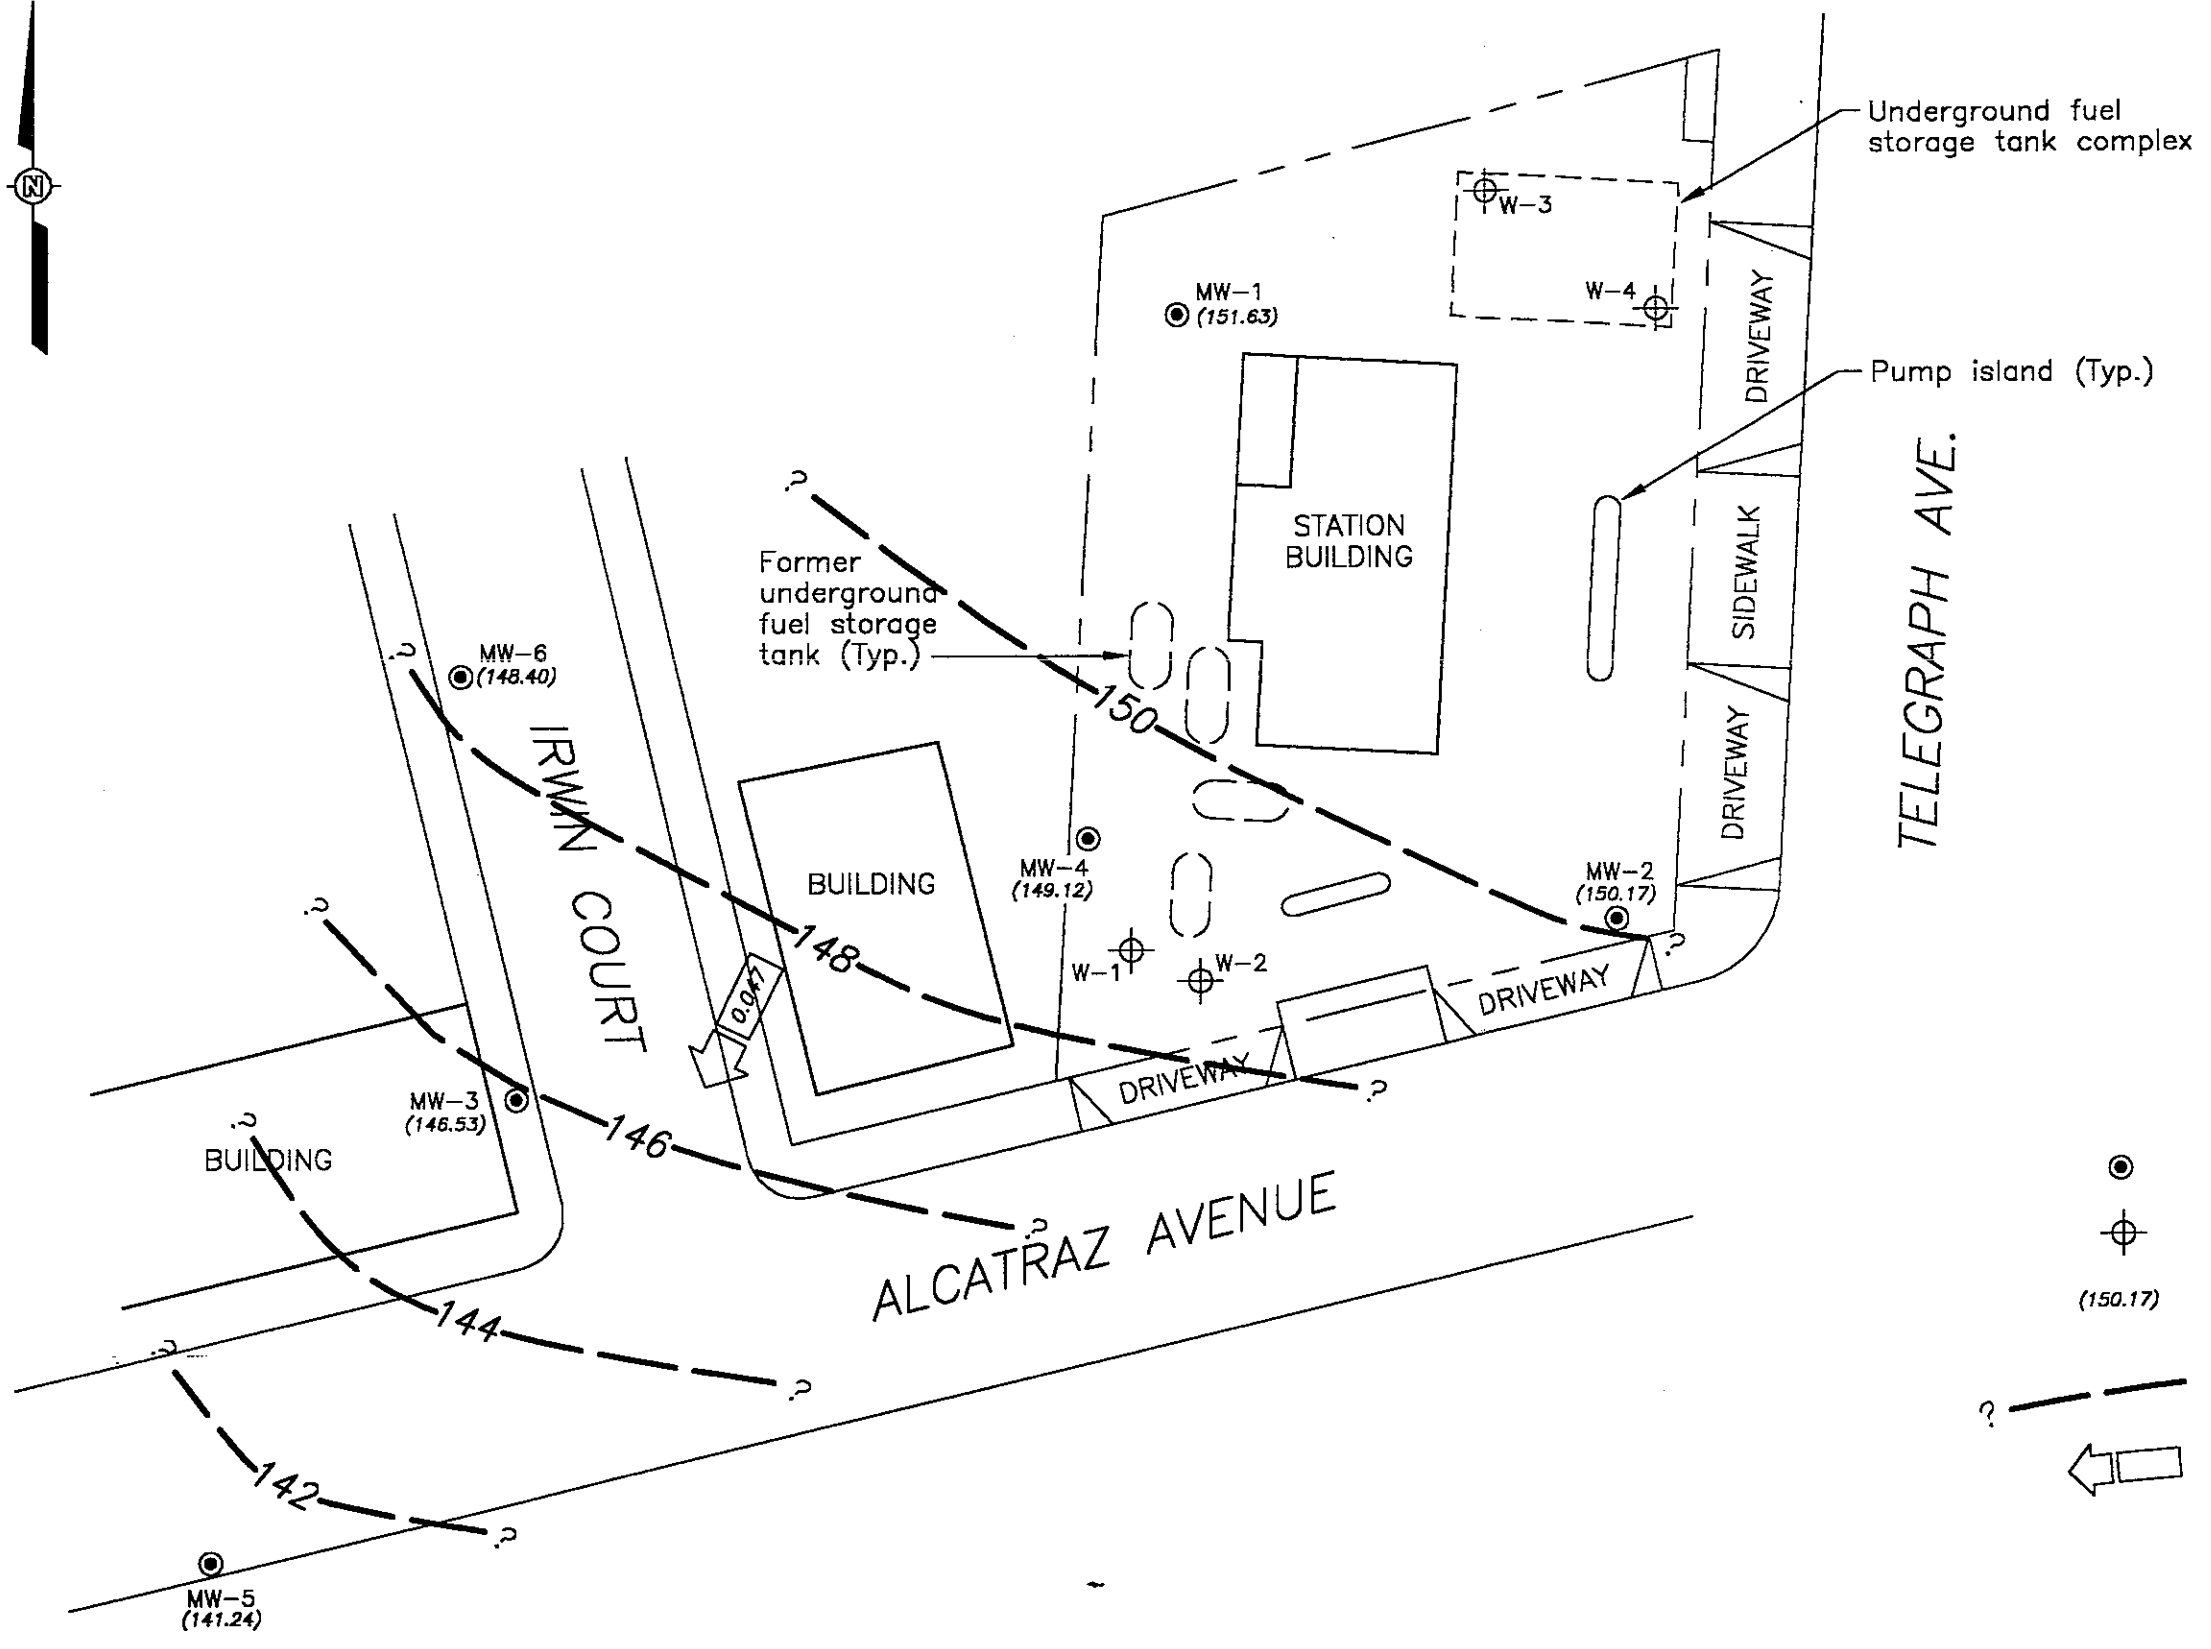 N
Underground fuel
storage tank complex
W-3
W-4
MW-1
(151.63)
DRIVEWAY
Pump island (Typ.)
TELEGRAPH AVE.
?
STATION
BUILDING
SIDEWALK
Former
underground
fuel storage
tank (Typ.)
?
MW-6
(148.40)
150
IRWIN COURT
DRIVEWAY
MW-4
(149.12)
BUILDING
MW-2
(150.17)
?
?
148
W-1
W-2
0.047
DRIVEWAY
DRIVEWAY
?
MW-3
(146.53)
146
?
BUILDING
?
ALCATRAZ AVENUE
144
?
?
(150.17)
?
142
?
MW-5
(141.24)